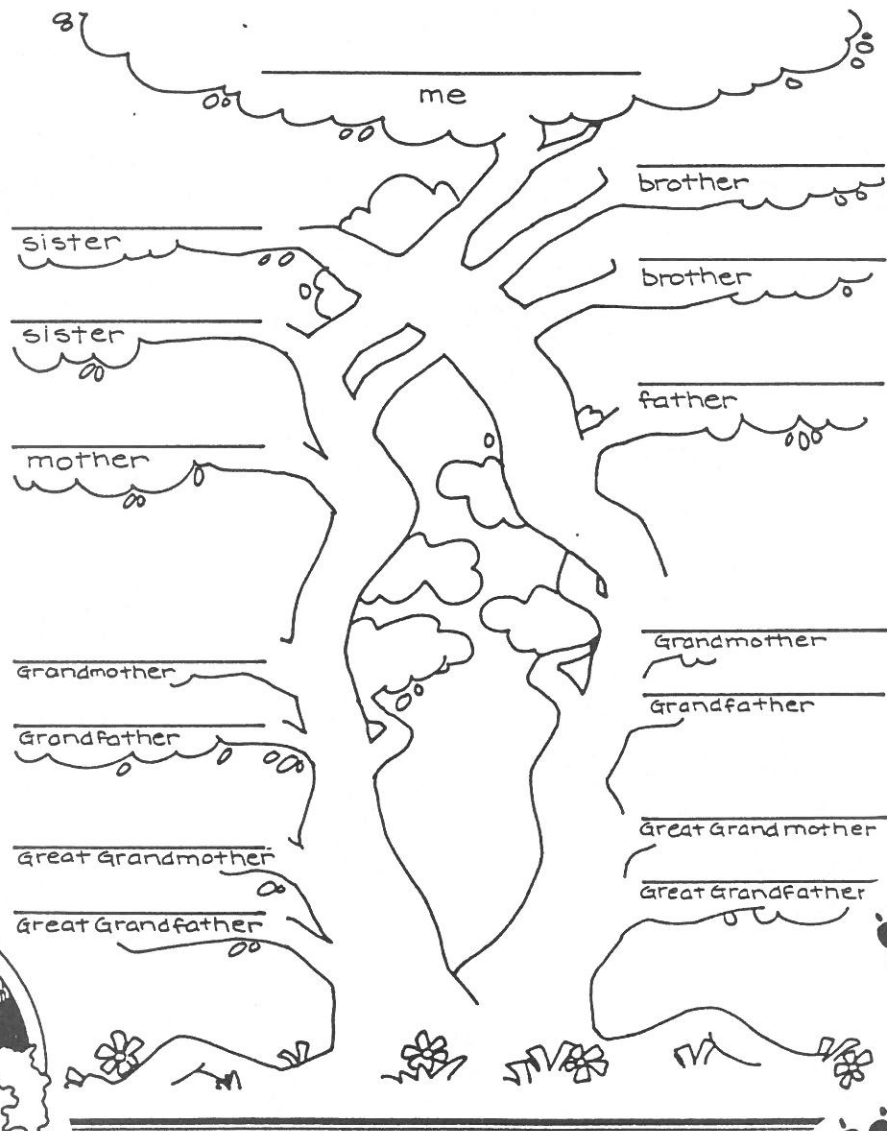 me
brother
sister
brother
sister
father
mother
Grandmother
Grandmother
Grandfather
Grandfather
Great Grandmother
Great Grandmother
Great Grandfather
Great Grandfather